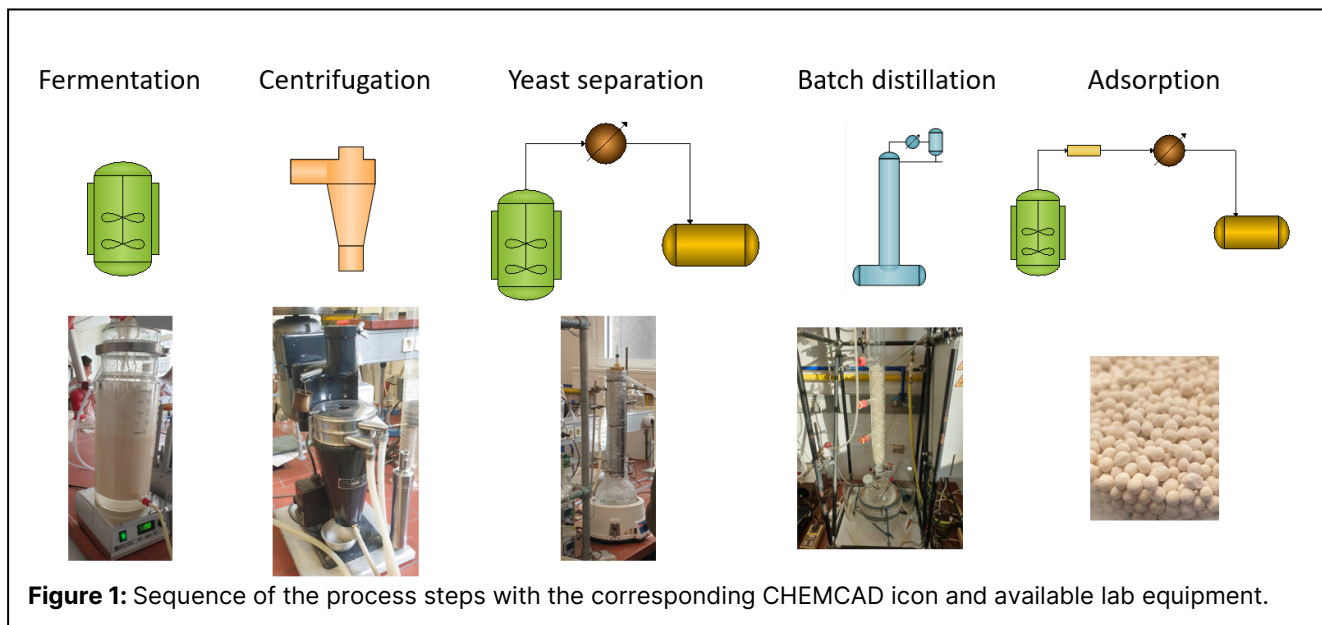 Fermentation Centrifugation Yeast separation Batch distillation Adsorption
Figure 1: Sequence of the process steps with the corresponding CHEMCAD icon and available lab equipment.